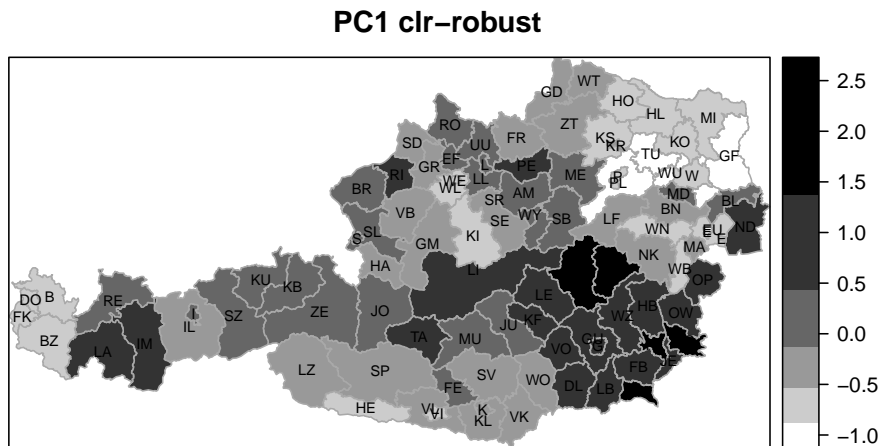 PC1 clr−robust
2.5
2.0
1.5
1.0
0.5
0.0
−0.5
−1.0
GD
WT
HO
HL
MI
RO
FR
ZT
KS
KR
KO
SD
UU
TU
GF
EF
GR
L
PE
RI
WE
WL
LL
ME
P
PL
WU
W
BR
SR
AM
MD
BL
VB
SE
WY
SB
LF
BN
ND
S
SL
GM
KI
WN
EU
E
MA
NK
HA
LI
WB
OP
RE
KU
KB
DO
B
FK
BZ
LA
IM
IL
I
SZ
ZE
JO
TA
MU
JU
KF
LE
WZ
HB
OW
VO
GU
G
JE
FB
DL
LB
LZ
SP
SV
WO
FE
HE
VL
VI
K
KL
VK